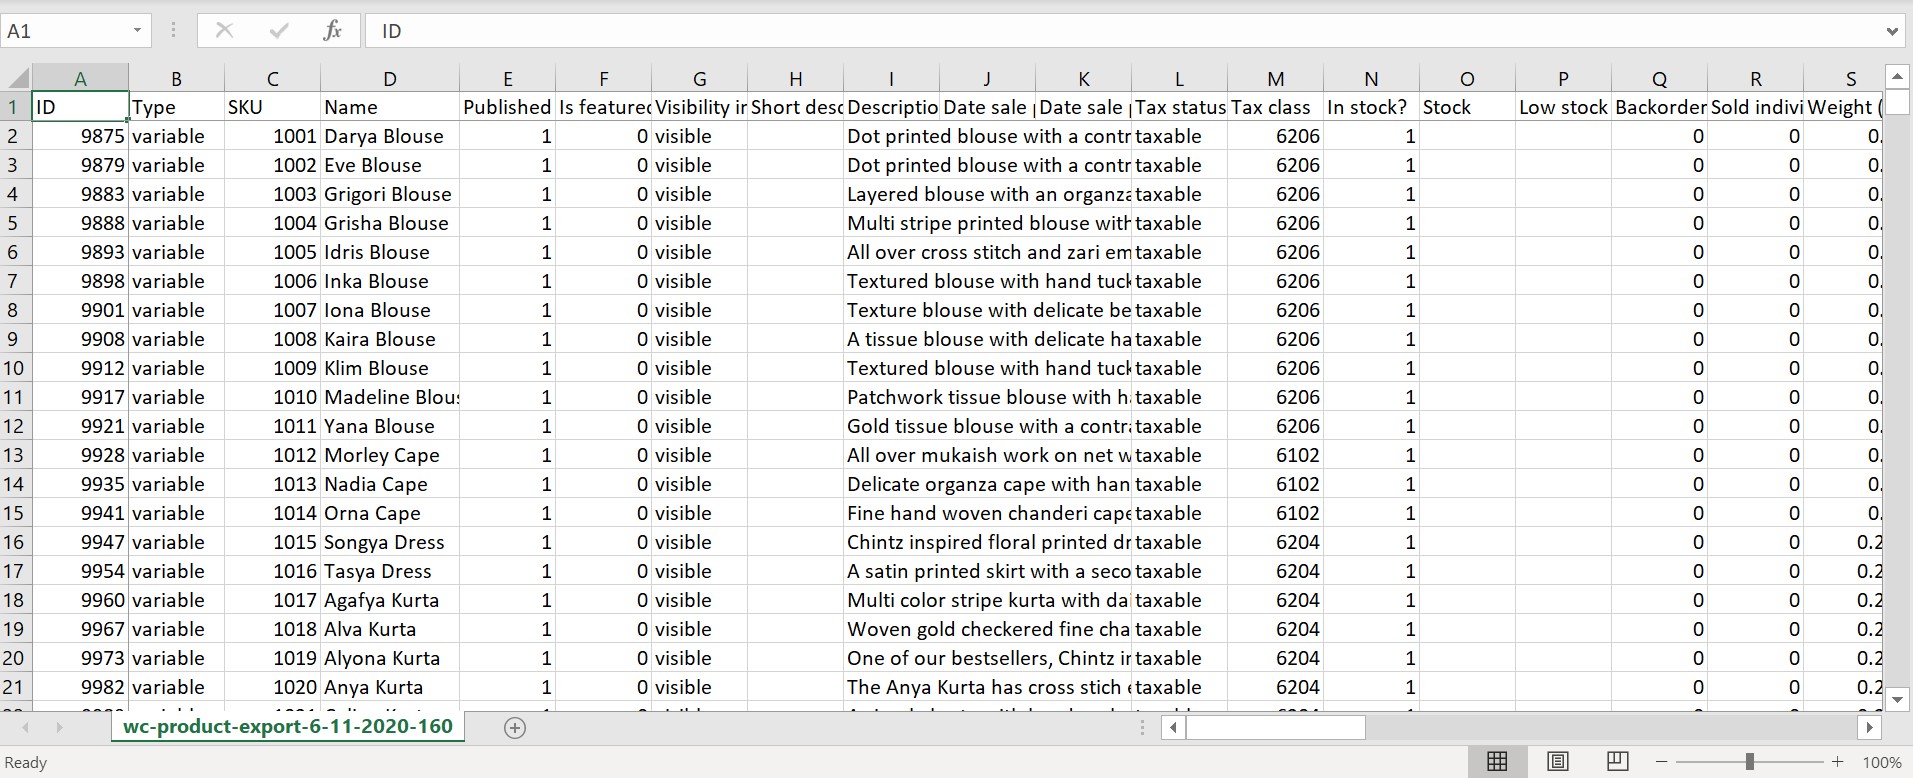 A1 fx ID
A B C D E F G H I J K L M N O P Q R S
1 ID Type SKU Name Published Is featured Visibility in Short desc Descriptio Date sale Date sale Tax status Tax class In stock? Stock Low stock Backorder Sold indivi Weight (
2 9875 variable 1001 Darya Blouse 1 0 visible Dot printed blouse with a contr taxable 6206 1 0 0 0.
3 9879 variable 1002 Eve Blouse 1 0 visible Dot printed blouse with a contr taxable 6206 1 0 0 0.
4 9883 variable 1003 Grigori Blouse 1 0 visible Layered blouse with an organza taxable 6206 1 0 0 0.
5 9888 variable 1004 Grisha Blouse 1 0 visible Multi stripe printed blouse with taxable 6206 1 0 0 0.
6 9893 variable 1005 Idris Blouse 1 0 visible All over cross stitch and zari em taxable 6206 1 0 0 0.
7 9898 variable 1006 Inka Blouse 1 0 visible Textured blouse with hand tuck taxable 6206 1 0 0 0.
8 9901 variable 1007 Iona Blouse 1 0 visible Texture blouse with delicate be taxable 6206 1 0 0 0.
9 9908 variable 1008 Kaira Blouse 1 0 visible A tissue blouse with delicate ha taxable 6206 1 0 0 0.
10 9912 variable 1009 Klim Blouse 1 0 visible Textured blouse with hand tuck taxable 6206 1 0 0 0.
11 9917 variable 1010 Madeline Blous 1 0 visible Patchwork tissue blouse with ha taxable 6206 1 0 0 0.
12 9921 variable 1011 Yana Blouse 1 0 visible Gold tissue blouse with a contra taxable 6206 1 0 0 0.
13 9928 variable 1012 Morley Cape 1 0 visible All over mukaish work on net w taxable 6102 1 0 0 0.
14 9935 variable 1013 Nadia Cape 1 0 visible Delicate organza cape with han taxable 6102 1 0 0 0.
15 9941 variable 1014 Orna Cape 1 0 visible Fine hand woven chanderi cape taxable 6102 1 0 0 0.
16 9947 variable 1015 Songya Dress 1 0 visible Chintz inspired floral printed dr taxable 6204 1 0 0 0.2
17 9954 variable 1016 Tasya Dress 1 0 visible A satin printed skirt with a seco taxable 6204 1 0 0 0.2
18 9960 variable 1017 Agafya Kurta 1 0 visible Multi color stripe kurta with dai taxable 6204 1 0 0 0.2
19 9967 variable 1018 Alva Kurta 1 0 visible Woven gold checkered fine cha taxable 6204 1 0 0 0.2
20 9973 variable 1019 Alyona Kurta 1 0 visible One of our bestsellers, Chintz in taxable 6204 1 0 0 0.2
21 9982 variable 1020 Anya Kurta 1 0 visible The Anya Kurta has cross stich taxable 6204 1 0 0 0.2
wc-product-export-6-11-2020-160
Ready 100%